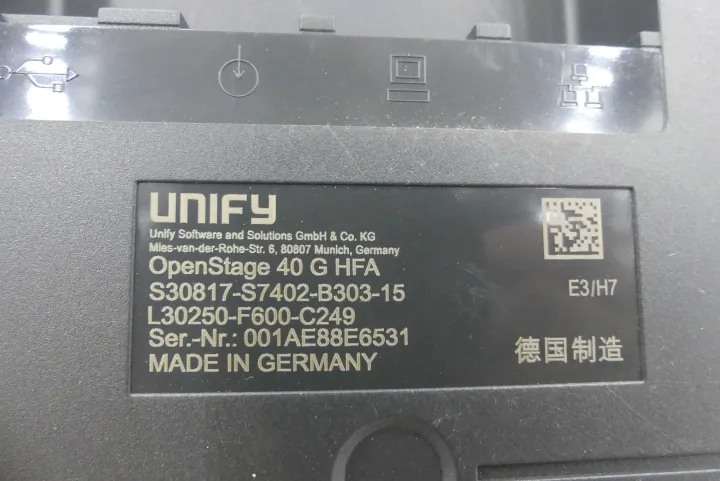 UNIFY
Unify Software and Solutions GmbH & Co. KG
Mies-van-der-Rohe-Str. 6, 80807 Munich, Germany
OpenStage 40 G HFA
S30817-S7402-B303-15
L30250-F600-C249
Ser.-Nr.: 001AE88E6531
MADE IN GERMANY
E3/H7
德国制造